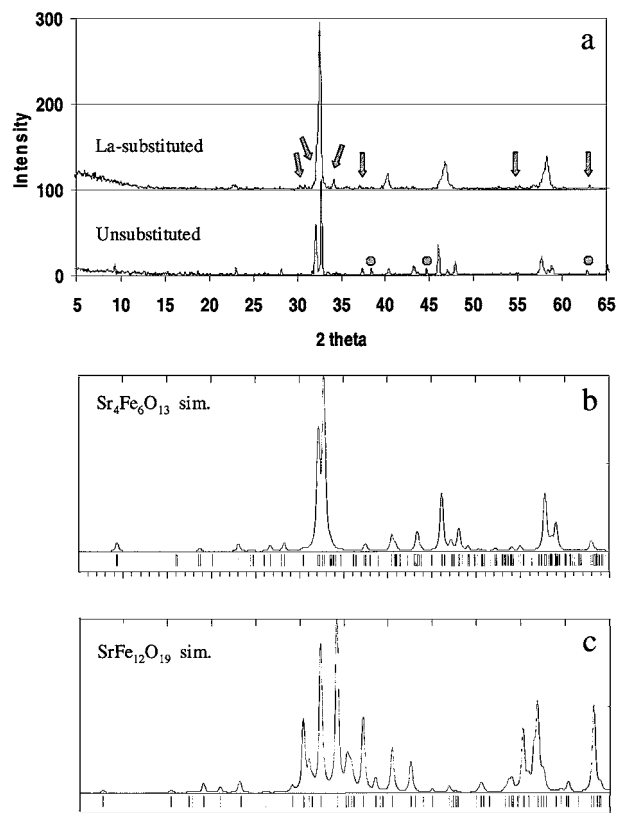 300
a
200
Intensity
La-substituted
100
Unsubstituted
0
5 10 15 20 25 30 35 40 45 50 55 60 65
2 theta
Sr4Fe6O13 sim.
b
SrFe12O19 sim.
c